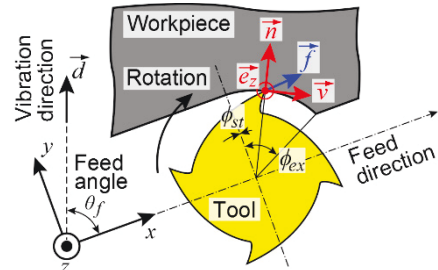 Workpiece
Rotation
Vibration
direction
d
n
f
e_z
v
ϕ_st
ϕ_ex
Feed
direction
Feed
angle
θ_f
y
x
z
Tool